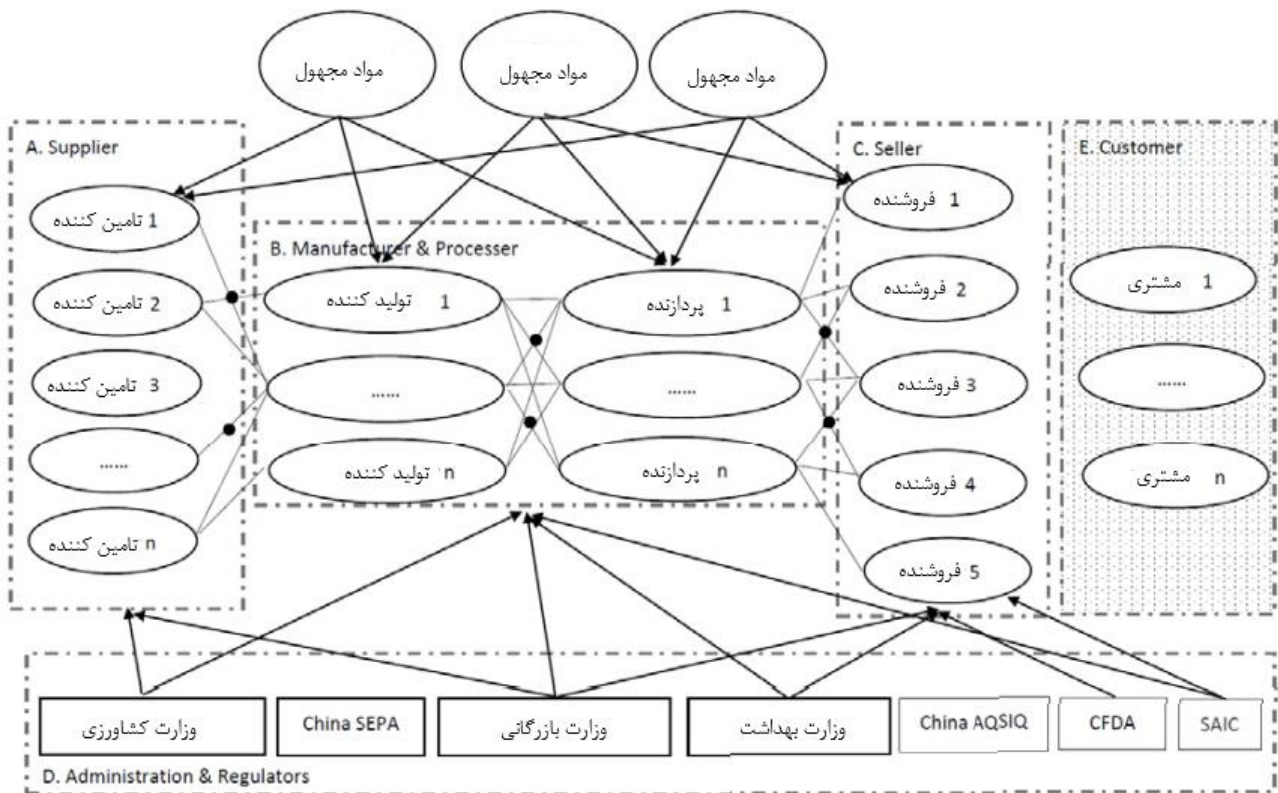 مواد مجهول
مواد مجهول
مواد مجهول
A. Supplier
تامین کننده 1
تامین کننده 2
تامین کننده 3
......
تامین کننده n
B. Manufacturer & Processer
تولید کننده 1
......
تولید کننده n
پردازنده 1
......
پردازنده n
C. Seller
فروشنده 1
فروشنده 2
فروشنده 3
فروشنده 4
فروشنده 5
E. Customer
مشتری 1
......
مشتری n
وزارت کشاورزی
China SEPA
وزارت بازرگانی
وزارت بهداشت
China AQSIQ
CFDA
SAIC
D. Administration & Regulators